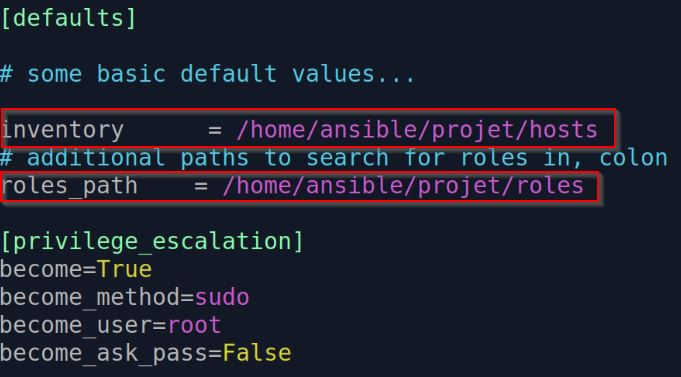 [defaults]
# some basic default values...
inventory      = /home/ansible/projet/hosts
# additional paths to search for roles in, colon
roles_path    = /home/ansible/projet/roles
[privilege_escalation]
become=True
become_method=sudo
become_user=root
become_ask_pass=False